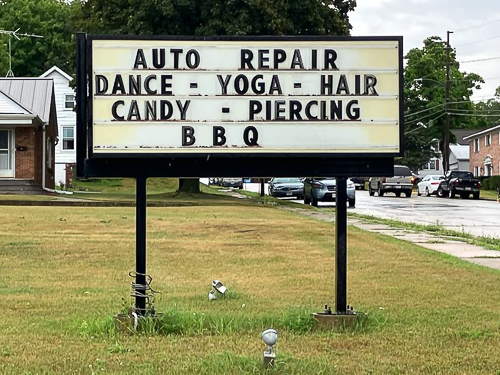 AUTO REPAIR
DANCE - YOGA - HAIR
CANDY - PIERCING
BBQ